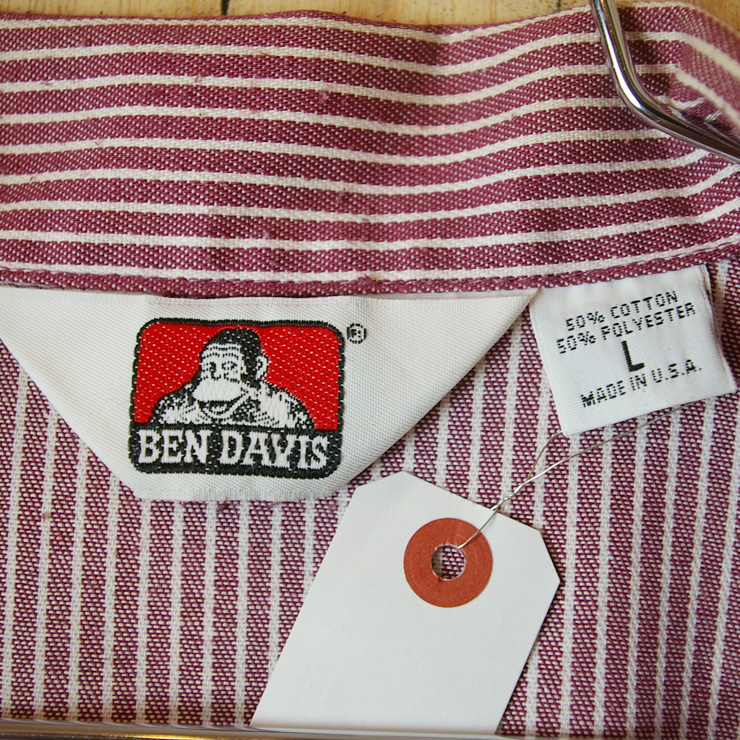 ®
BEN DAVIS
50% COTTON
50% POLYESTER
L
MADE IN U.S.A.